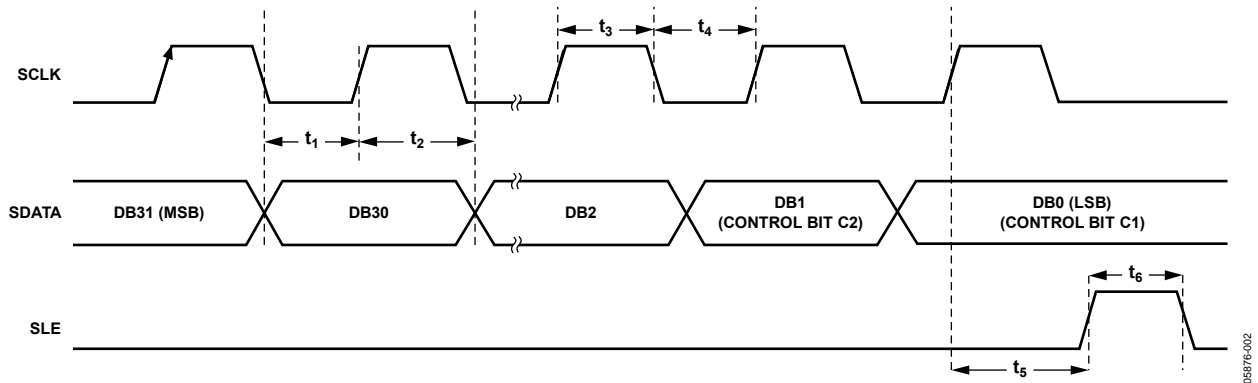 t3
t4
SCLK
t1
t2
SDATA
DB31 (MSB)
DB30
DB2
DB1
(CONTROL BIT C2)
DB0 (LSB)
(CONTROL BIT C1)
t6
SLE
t5
05876-002